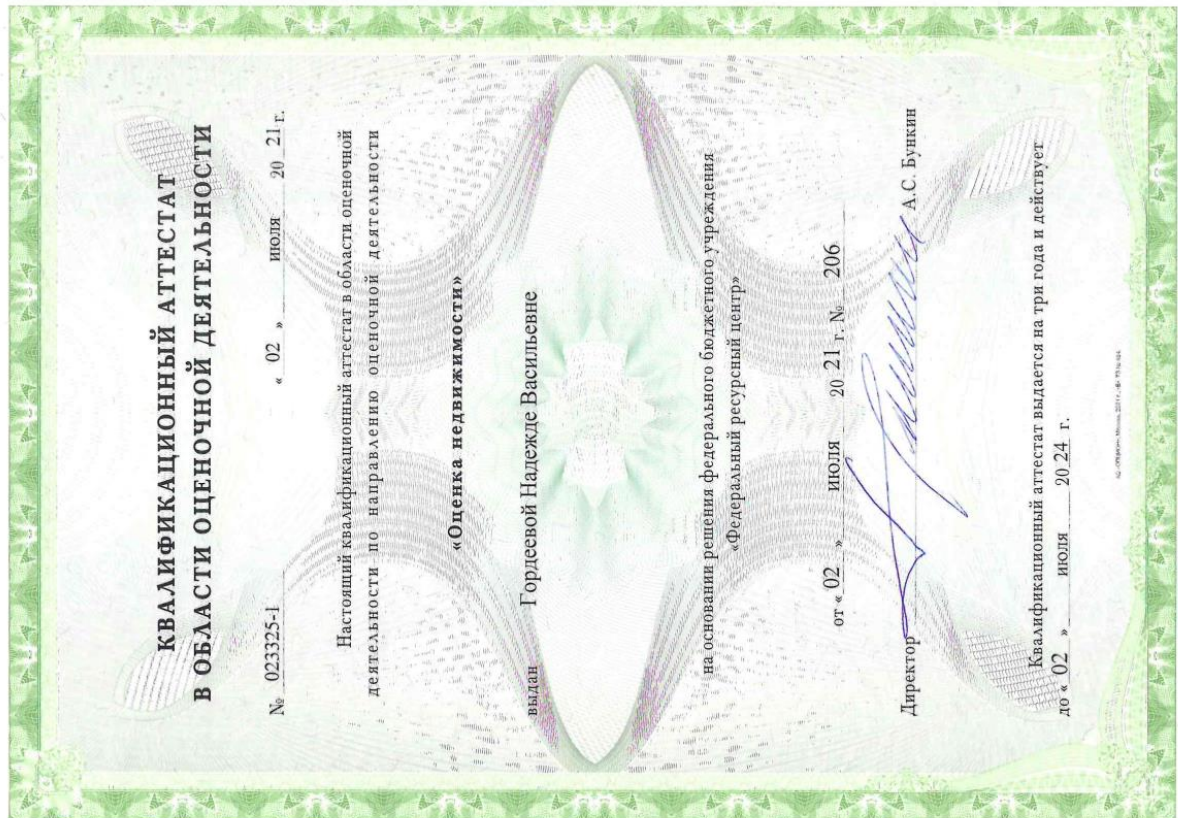 КВАЛИФИКАЦИОННЫЙ АТТЕСТАТ
В ОБЛАСТИ ОЦЕНОЧНОЙ ДЕЯТЕЛЬНОСТИ
№ 023325-1 « 02 » июля 20 21 г.
Настоящий квалификационный аттестат в области оценочной
деятельности по направлению оценочной деятельности
«Оценка недвижимости»
выдан Гордеевой Надежде Васильевне
на основании решения федерального бюджетного учреждения
«Федеральный ресурсный центр»
от « 02 » июля 20 21 г. № 206
Директор А.С. Бункин
Квалификационный аттестат выдается на три года и действует
до « 02 » июля 20 24 г.